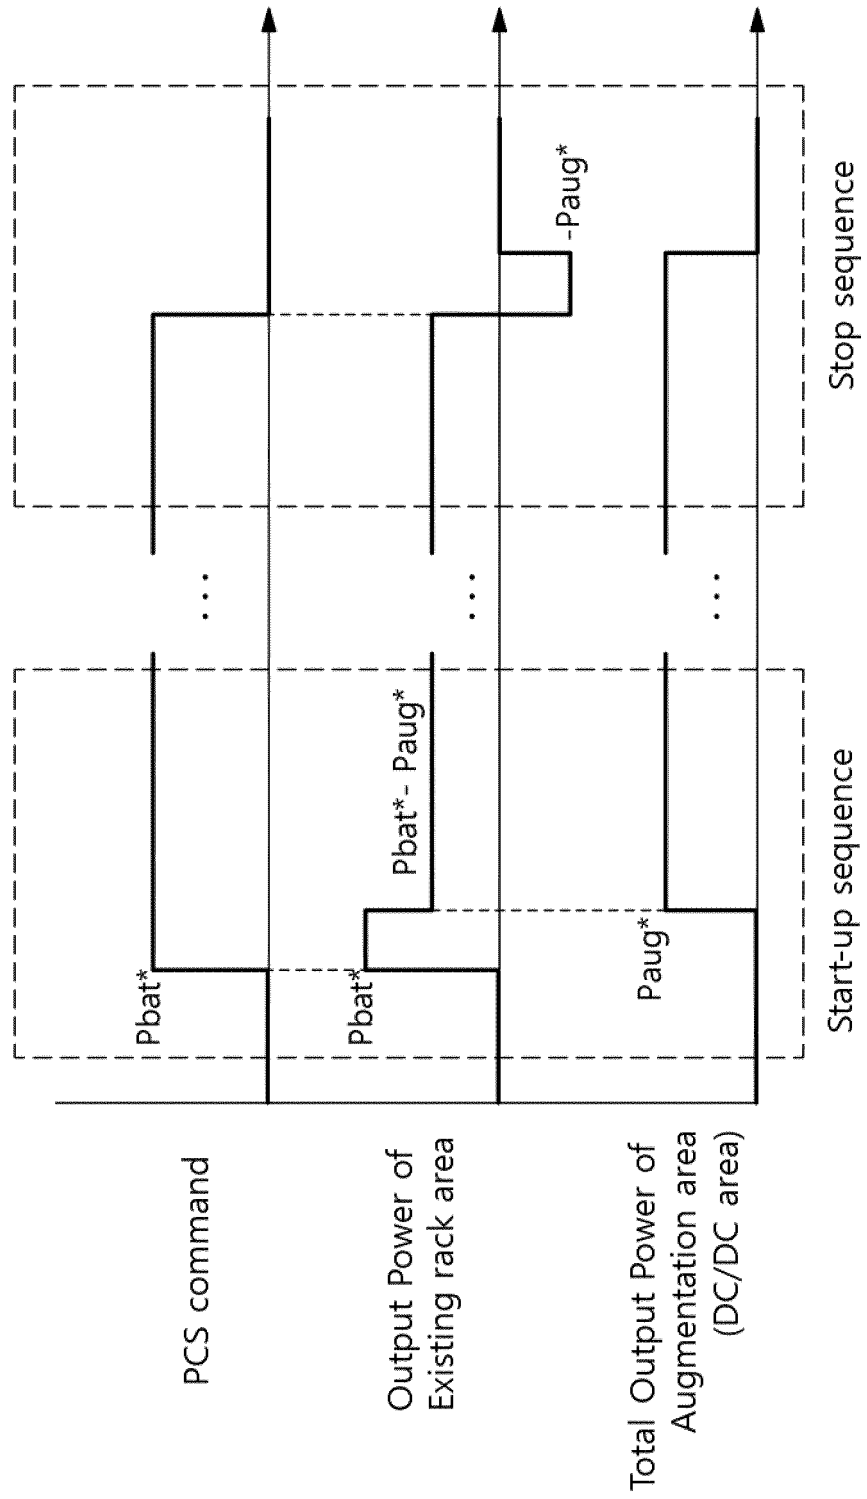 PCS command
Pbat*
Output Power of
Existing rack area
Pbat*
Pbat*- Paug*
-Paug*
Total Output Power of
Augmentation area
(DC/DC area)
Paug*
...
...
...
Start-up sequence
Stop sequence